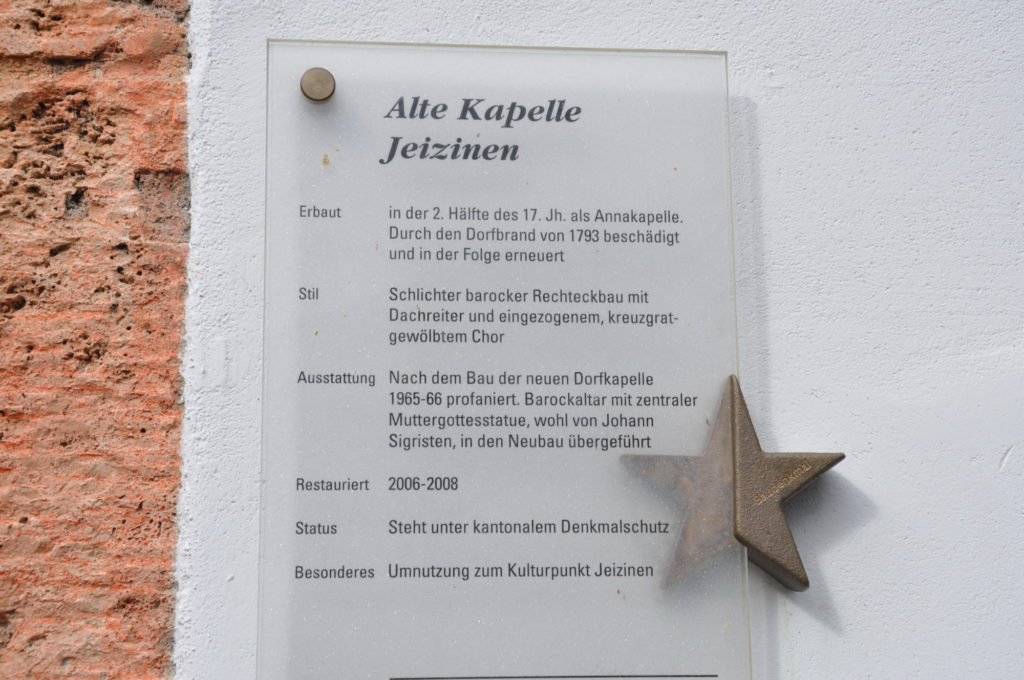 Alte Kapelle
Jeizinen
Erbaut in der 2. Hälfte des 17. Jh. als Annakapelle.
Durch den Dorfbrand von 1793 beschädigt
und in der Folge erneuert
Stil Schlichter barocker Rechteckbau mit
Dachreiter und eingezogenem, kreuzgrat-
gewölbtem Chor
Ausstattung Nach dem Bau der neuen Dorfkapelle
1965-66 profaniert. Barockaltar mit zentraler
Muttergottesstatue, wohl von Johann
Sigristen, in den Neubau übergeführt
Restauriert 2006-2008
Status Steht unter kantonalem Denkmalschutz
Besonderes Umnutzung zum Kulturpunkt Jeizinen
Baudenkmal